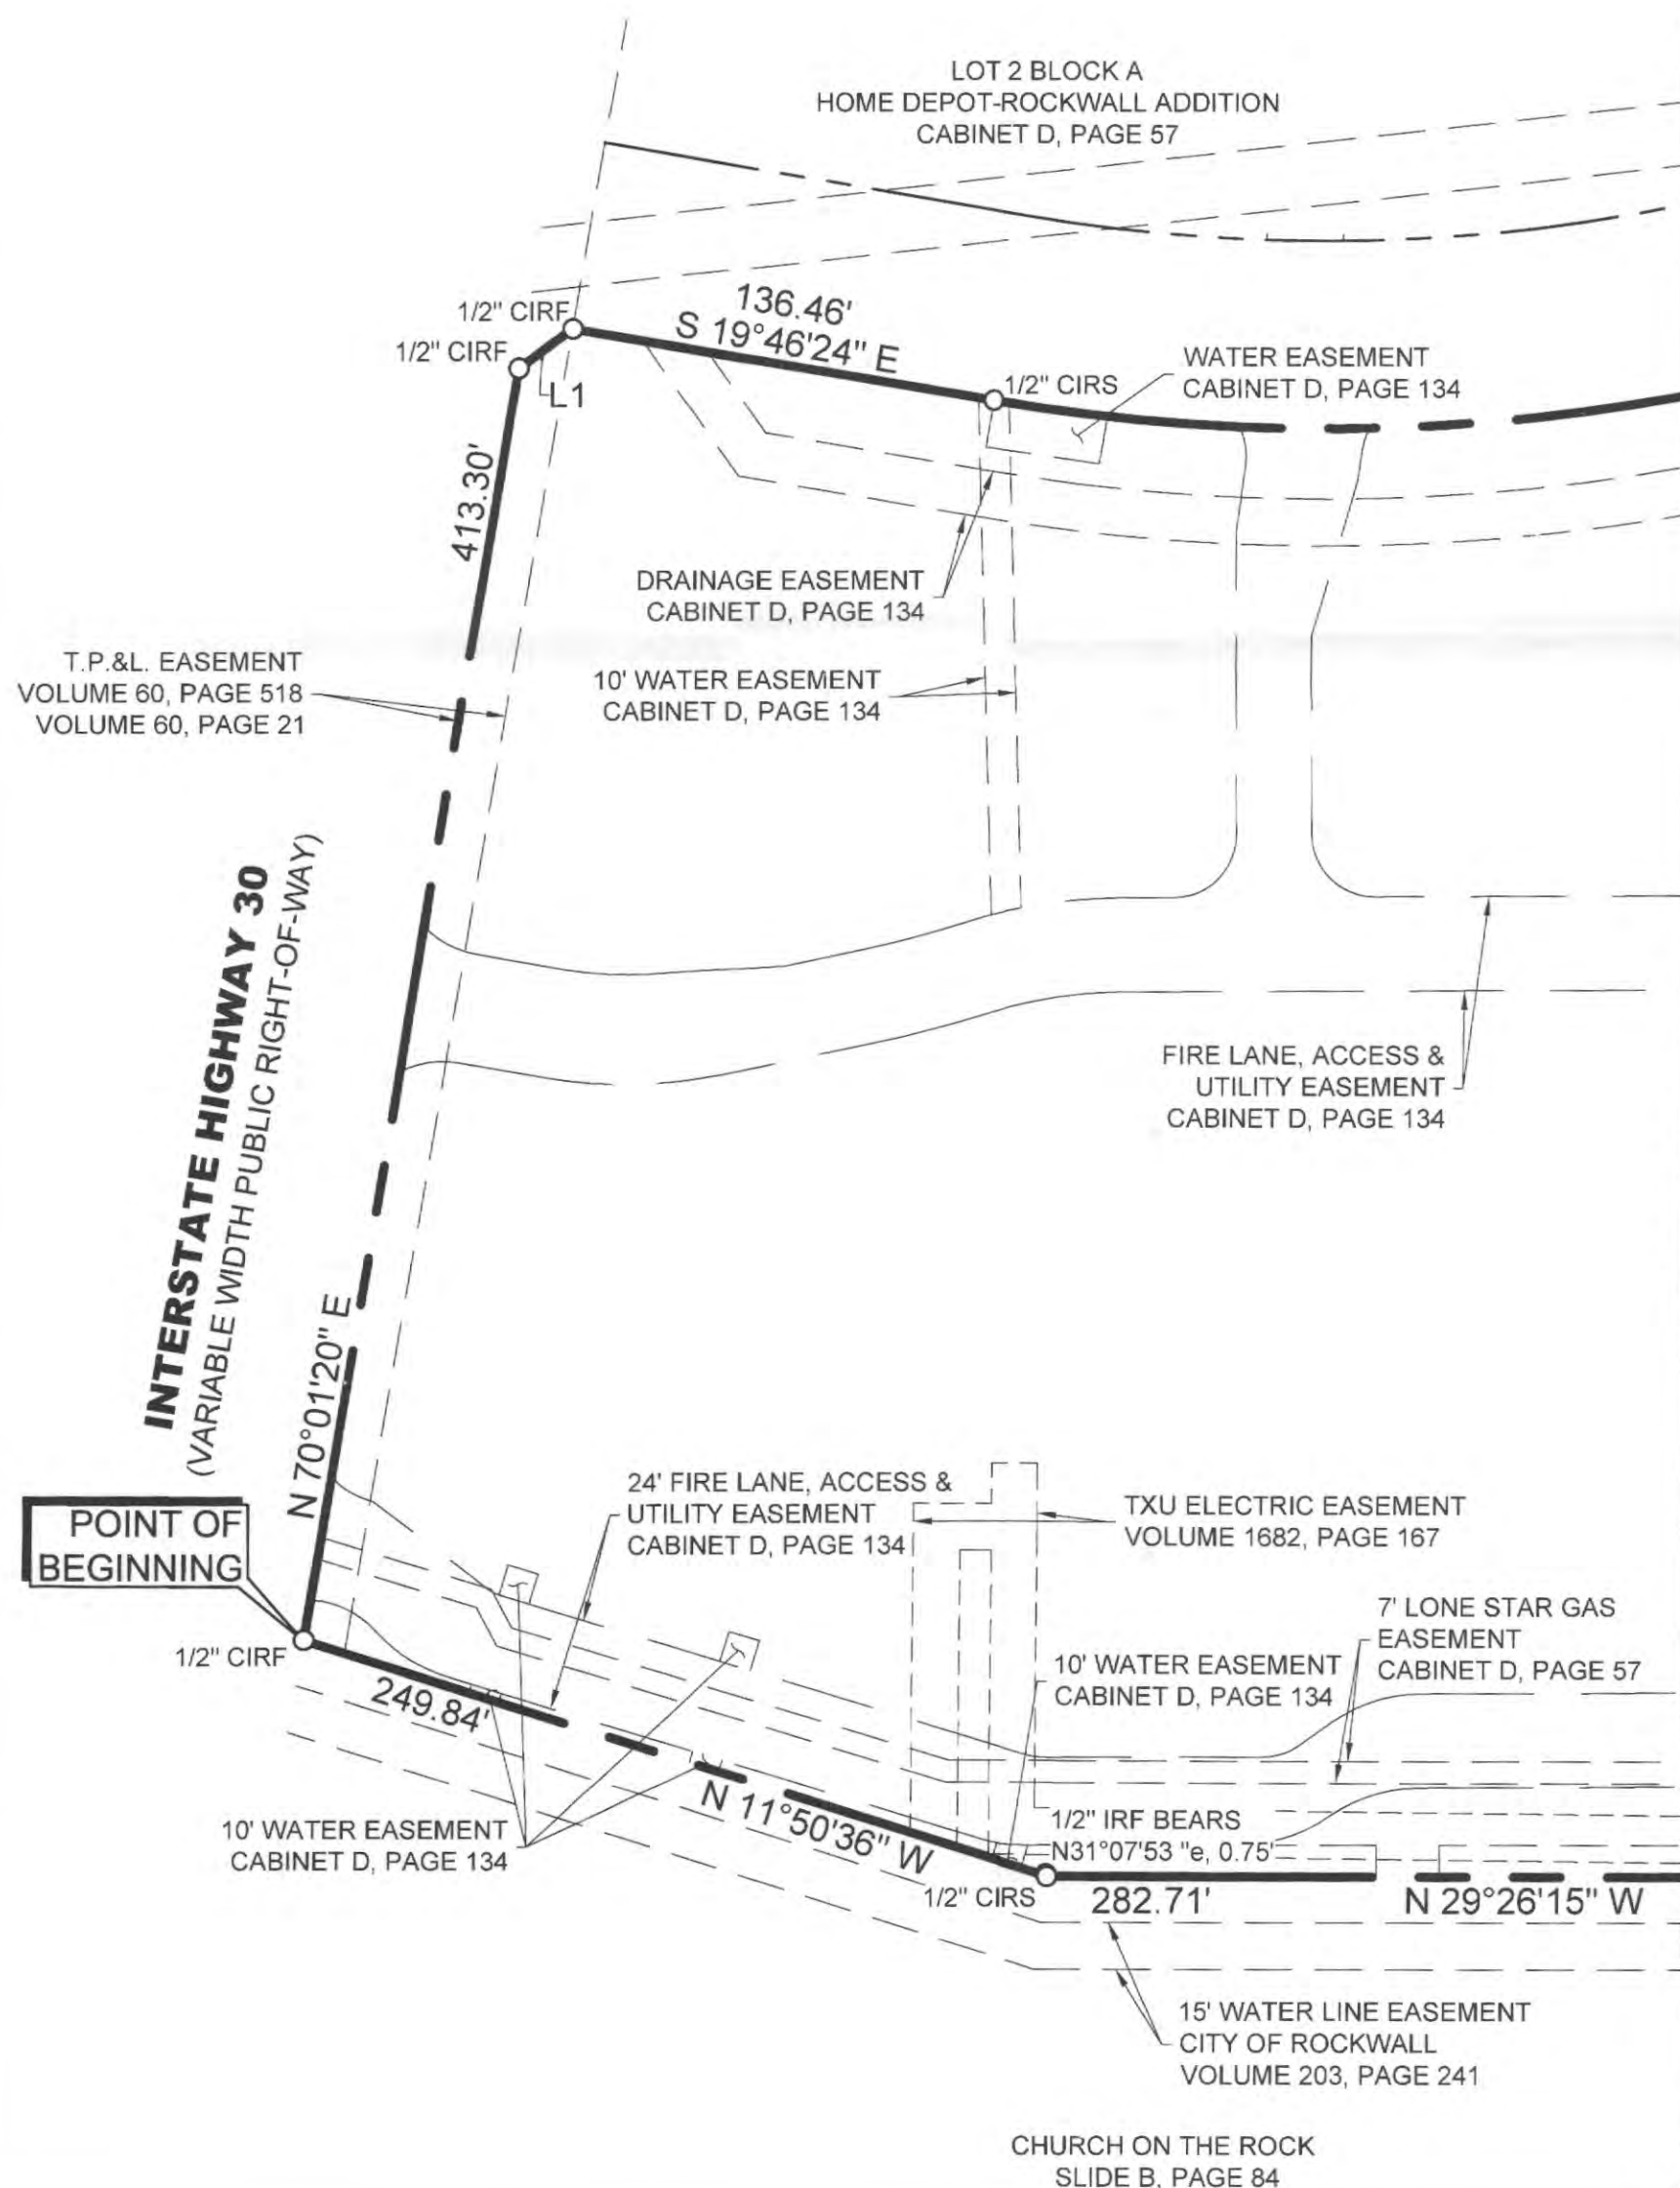 LOT 2 BLOCK A
HOME DEPOT-ROCKWALL ADDITION
CABINET D, PAGE 57
1/2" CIRF
136.46'
S 19°46'24" E
1/2" CIRF
L1
1/2" CIRS
WATER EASEMENT
CABINET D, PAGE 134
413.30'
DRAINAGE EASEMENT
CABINET D, PAGE 134
T.P.&L. EASEMENT
VOLUME 60, PAGE 518
VOLUME 60, PAGE 21
10' WATER EASEMENT
CABINET D, PAGE 134
INTERSTATE HIGHWAY 30
(VARIABLE WIDTH PUBLIC RIGHT-OF-WAY)
FIRE LANE, ACCESS &
UTILITY EASEMENT
CABINET D, PAGE 134
N 70°01'20" E
POINT OF
BEGINNING
1/2" CIRF
24' FIRE LANE, ACCESS &
UTILITY EASEMENT
CABINET D, PAGE 134
TXU ELECTRIC EASEMENT
VOLUME 1682, PAGE 167
7' LONE STAR GAS
EASEMENT
CABINET D, PAGE 57
10' WATER EASEMENT
CABINET D, PAGE 134
249.84'
N 11°50'36" W
10' WATER EASEMENT
CABINET D, PAGE 134
1/2" IRF BEARS
N31°07'53 "e, 0.75'
1/2" CIRS
282.71'
N 29°26'15" W
15' WATER LINE EASEMENT
CITY OF ROCKWALL
VOLUME 203, PAGE 241
CHURCH ON THE ROCK
SLIDE B, PAGE 84